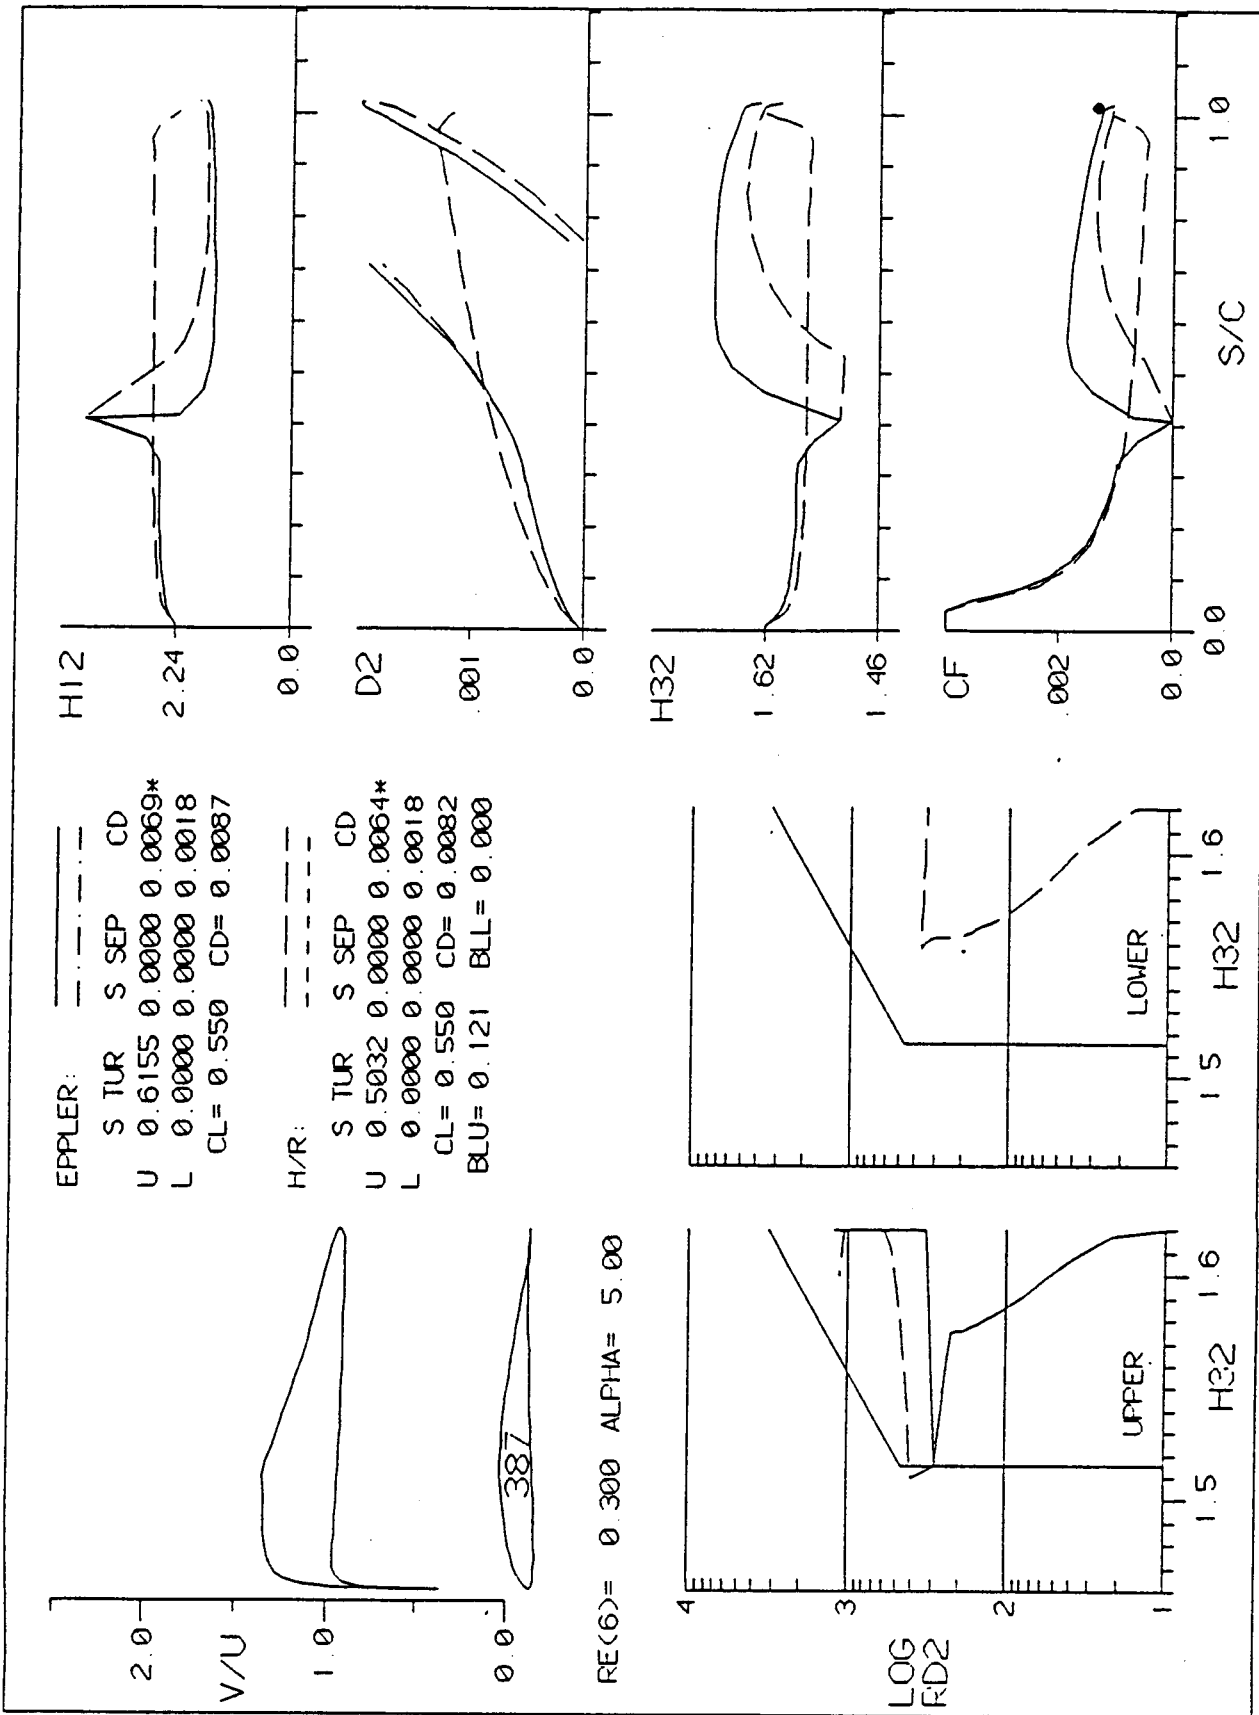 2.0
V/U
1.0
0.0
387
RE(6)= 0.300 ALPHA= 5.00
EPPLER:
S TUR S SEP CD
U 0.6155 0.0000 0.0069*
L 0.0000 0.0000 0.0018
CL= 0.550 CD= 0.0087
H/R:
S TUR S SEP CD
U 0.5032 0.0000 0.0064*
L 0.0000 0.0000 0.0018
CL= 0.550 CD= 0.0082
BLU= 0.121 BLL= 0.000
H12
2.24
0.0
D2
.001
0.0
H32
1.62
1.46
CF
.002
0.0
0.0
1.0
S/C
LOG
RD2
4
3
2
1
UPPER
1.5
1.6
H32
LOWER
1.5
1.6
H32